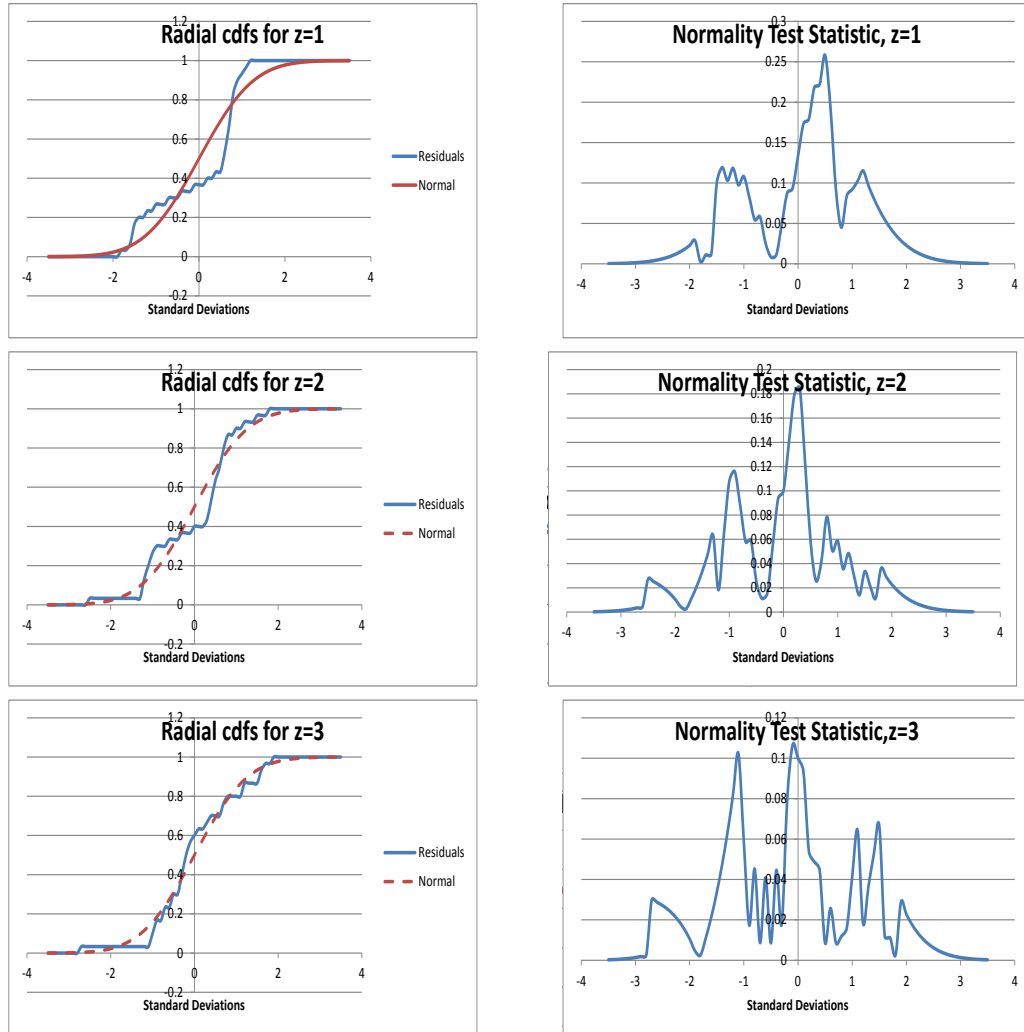 Radial cdfs for z=1
1.2
1
0.8
0.6
0.4
0.2
0
-0.2
-4 -2 0 2 4
Standard Deviations
Residuals
Normal
Normality Test Statistic, z=1
0.3
0.25
0.2
0.15
0.1
0.05
0
-4 -3 -2 -1 0 1 2 3 4
Standard Deviations
Radial cdfs for z=2
1.2
1
0.8
0.6
0.4
0.2
0
-0.2
-4 -2 0 2 4
Standard Deviations
Residuals
Normal
Normality Test Statistic, z=2
0.2
0.18
0.16
0.14
0.12
0.1
0.08
0.06
0.04
0.02
0
-4 -3 -2 -1 0 1 2 3 4
Standard Deviations
Radial cdfs for z=3
1.2
1
0.8
0.6
0.4
0.2
0
-0.2
-4 -2 0 2 4
Standard Deviations
Residuals
Normal
Normality Test Statistic,z=3
0.12
0.1
0.08
0.06
0.04
0.02
0
-4 -3 -2 -1 0 1 2 3 4
Standard Deviations